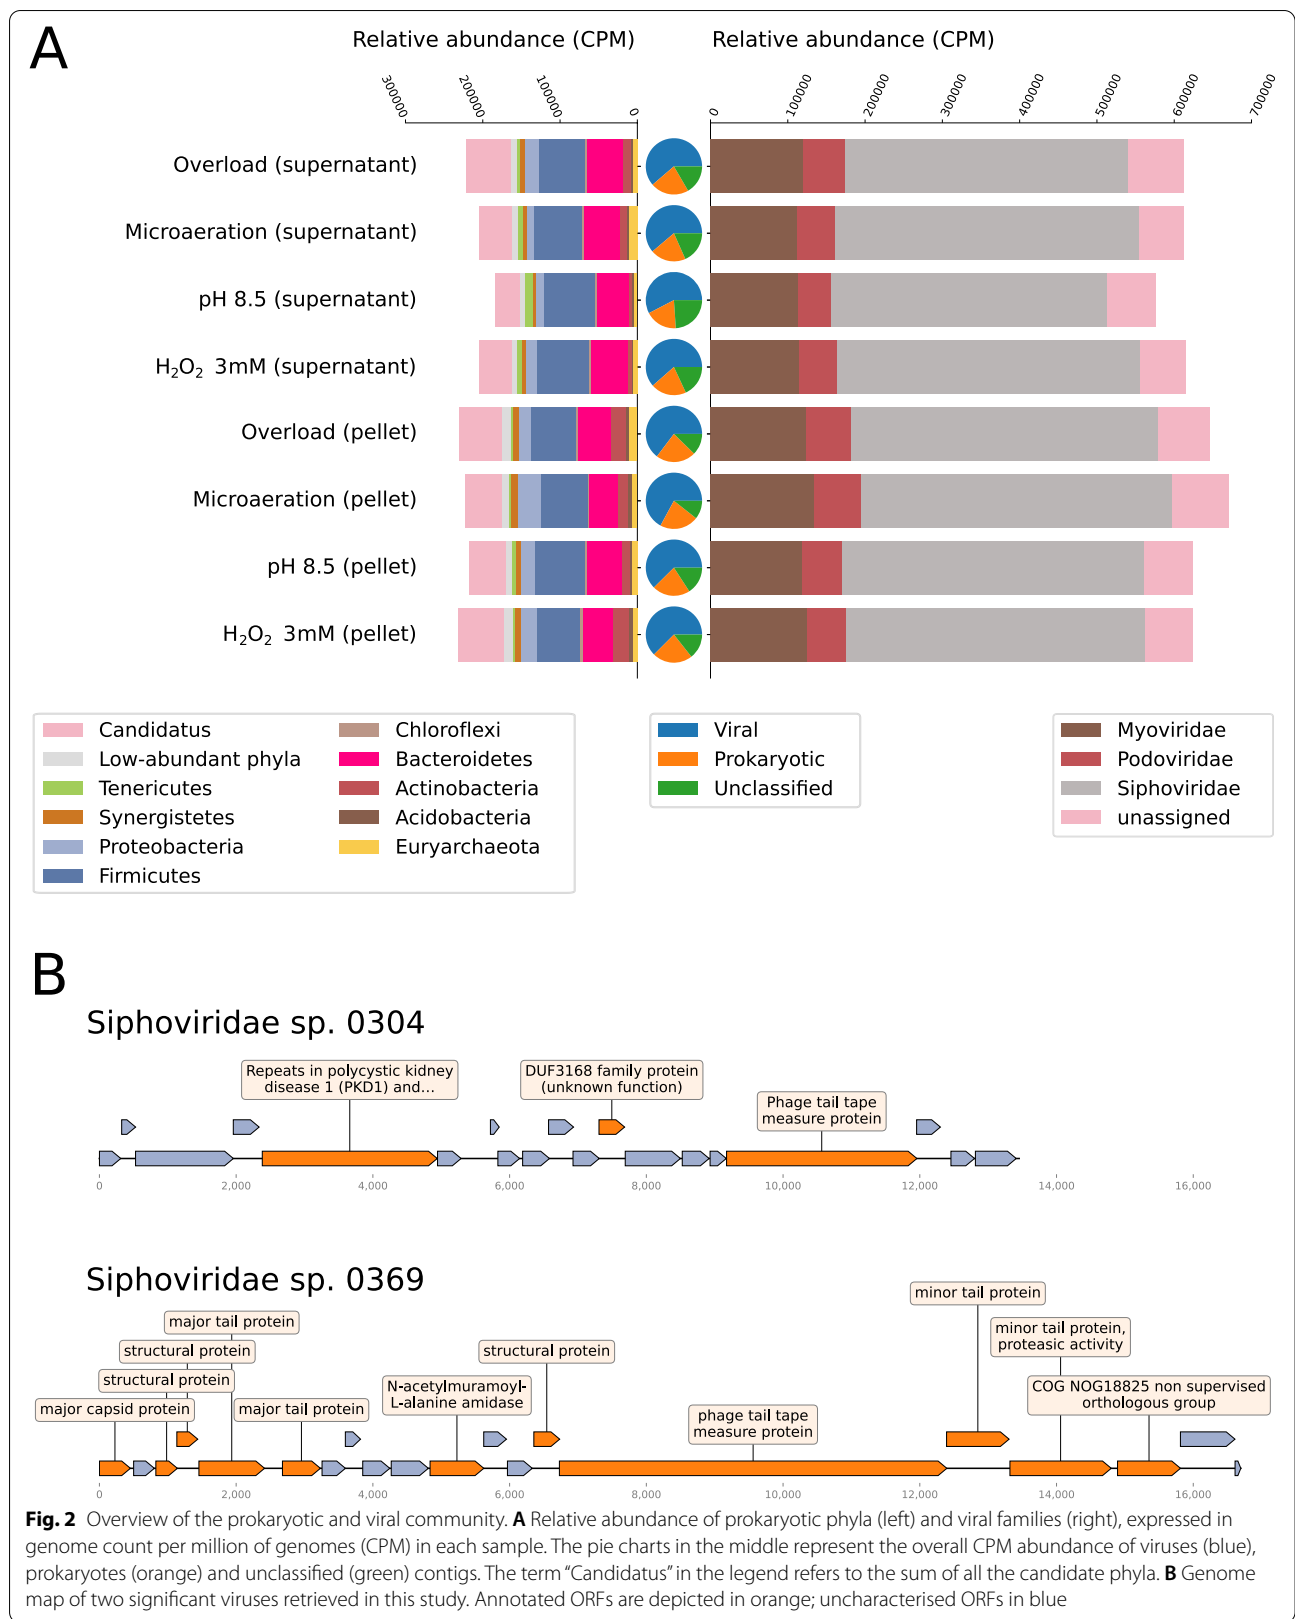 A
Relative abundance (CPM)
Relative abundance (CPM)
300000
200000
100000
0
0
100000
200000
300000
400000
500000
600000
700000
Overload (supernatant)
Microaeration (supernatant)
pH 8.5 (supernatant)
H₂O₂ 3mM (supernatant)
Overload (pellet)
Microaeration (pellet)
pH 8.5 (pellet)
H₂O₂ 3mM (pellet)
Candidatus
Low-abundant phyla
Tenericutes
Synergistetes
Proteobacteria
Firmicutes
Chloroflexi
Bacteroidetes
Actinobacteria
Acidobacteria
Euryarchaeota
Viral
Prokaryotic
Unclassified
Myoviridae
Podoviridae
Siphoviridae
unassigned
B
Siphoviridae sp. 0304
Repeats in polycystic kidney
disease 1 (PKD1) and...
DUF3168 family protein
(unknown function)
Phage tail tape
measure protein
0
2,000
4,000
6,000
8,000
10,000
12,000
14,000
16,000
Siphoviridae sp. 0369
minor tail protein
major tail protein
minor tail protein,
proteasic activity
structural protein
structural protein
structural protein
N-acetylmuramoyl-
L-alanine amidase
COG NOG18825 non supervised
orthologous group
major capsid protein
major tail protein
phage tail tape
measure protein
0
2,000
4,000
6,000
8,000
10,000
12,000
14,000
16,000
Fig. 2 Overview of the prokaryotic and viral community. A Relative abundance of prokaryotic phyla (left) and viral families (right), expressed in
genome count per million of genomes (CPM) in each sample. The pie charts in the middle represent the overall CPM abundance of viruses (blue),
prokaryotes (orange) and unclassified (green) contigs. The term “Candidatus” in the legend refers to the sum of all the candidate phyla. B Genome
map of two significant viruses retrieved in this study. Annotated ORFs are depicted in orange; uncharacterised ORFs in blue